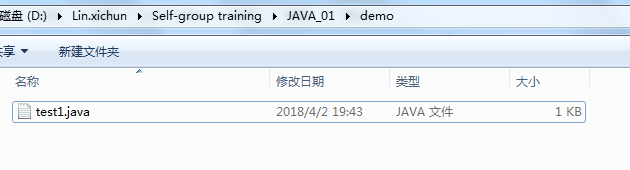 磁盘 (D:) Lin.xichun Self-group training JAVA_01 demo
共享 新建文件夹
名称 修改日期 类型 大小
test1.java 2018/4/2 19:43 JAVA 文件 1 KB